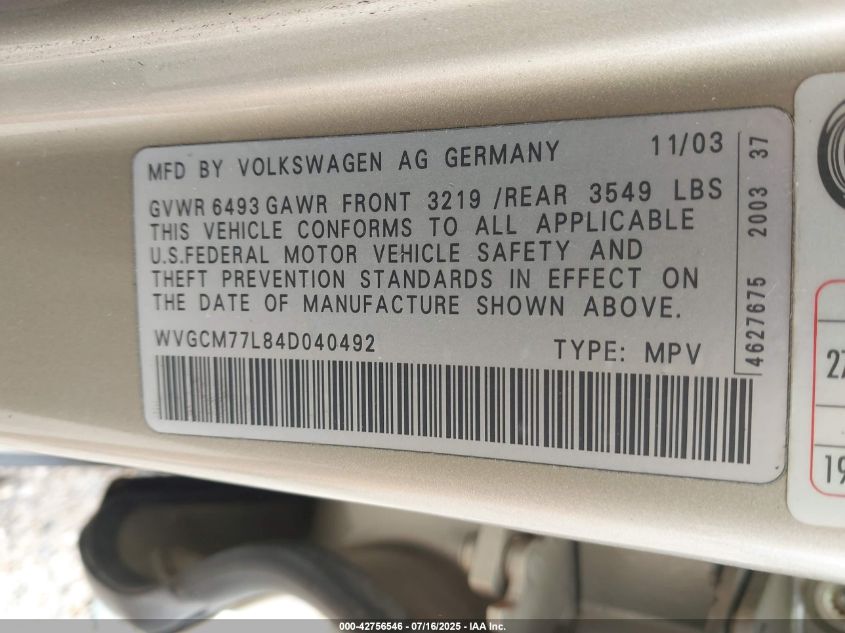 MFD BY VOLKSWAGEN AG GERMANY 11/03
GVWR 6493 GAWR FRONT 3219 /REAR 3549 LBS
THIS VEHICLE CONFORMS TO ALL APPLICABLE
U.S.FEDERAL MOTOR VEHICLE SAFETY AND
THEFT PREVENTION STANDARDS IN EFFECT ON
THE DATE OF MANUFACTURE SHOWN ABOVE.
WVGCM77L84D040492 TYPE: MPV
4627675 2003 37
000-42756546 - 07/16/2025 - IAA Inc.